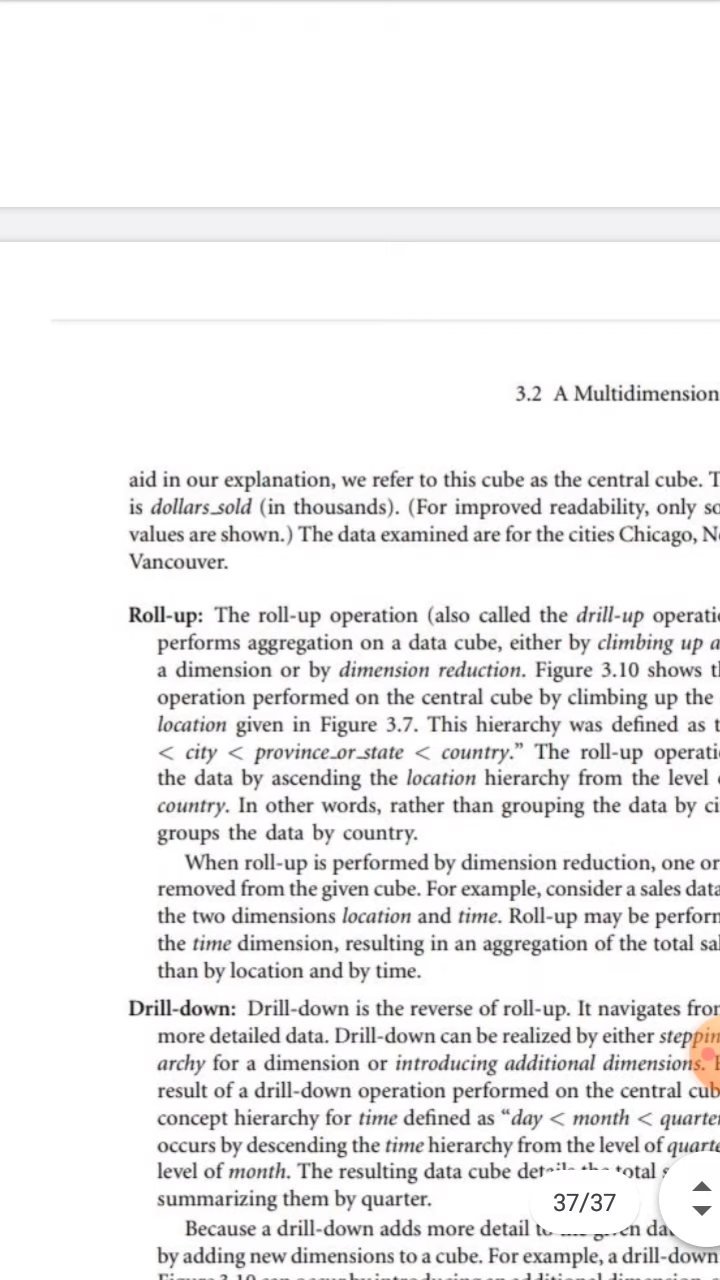 3.2 A Multidimension
aid in our explanation, we refer to this cube as the central cube. T
is dollars_sold (in thousands). (For improved readability, only so
values are shown.) The data examined are for the cities Chicago, Ne
Vancouver.
Roll-up: The roll-up operation (also called the drill-up operatio
performs aggregation on a data cube, either by climbing up a
a dimension or by dimension reduction. Figure 3.10 shows th
operation performed on the central cube by climbing up the
location given in Figure 3.7. This hierarchy was defined as t
< city < province_or_state < country.” The roll-up operatio
the data by ascending the location hierarchy from the level
country. In other words, rather than grouping the data by ci
groups the data by country.
When roll-up is performed by dimension reduction, one or
removed from the given cube. For example, consider a sales data
the two dimensions location and time. Roll-up may be perform
the time dimension, resulting in an aggregation of the total sal
than by location and by time.
Drill-down: Drill-down is the reverse of roll-up. It navigates from
more detailed data. Drill-down can be realized by either steppin
archy for a dimension or introducing additional dimensions.
result of a drill-down operation performed on the central cub
concept hierarchy for time defined as “day < month < quarter
occurs by descending the time hierarchy from the level of quarte
level of month. The resulting data cube details the total s
summarizing them by quarter.
37/37
Because a drill-down adds more detail to the given da
by adding new dimensions to a cube. For example, a drill-down